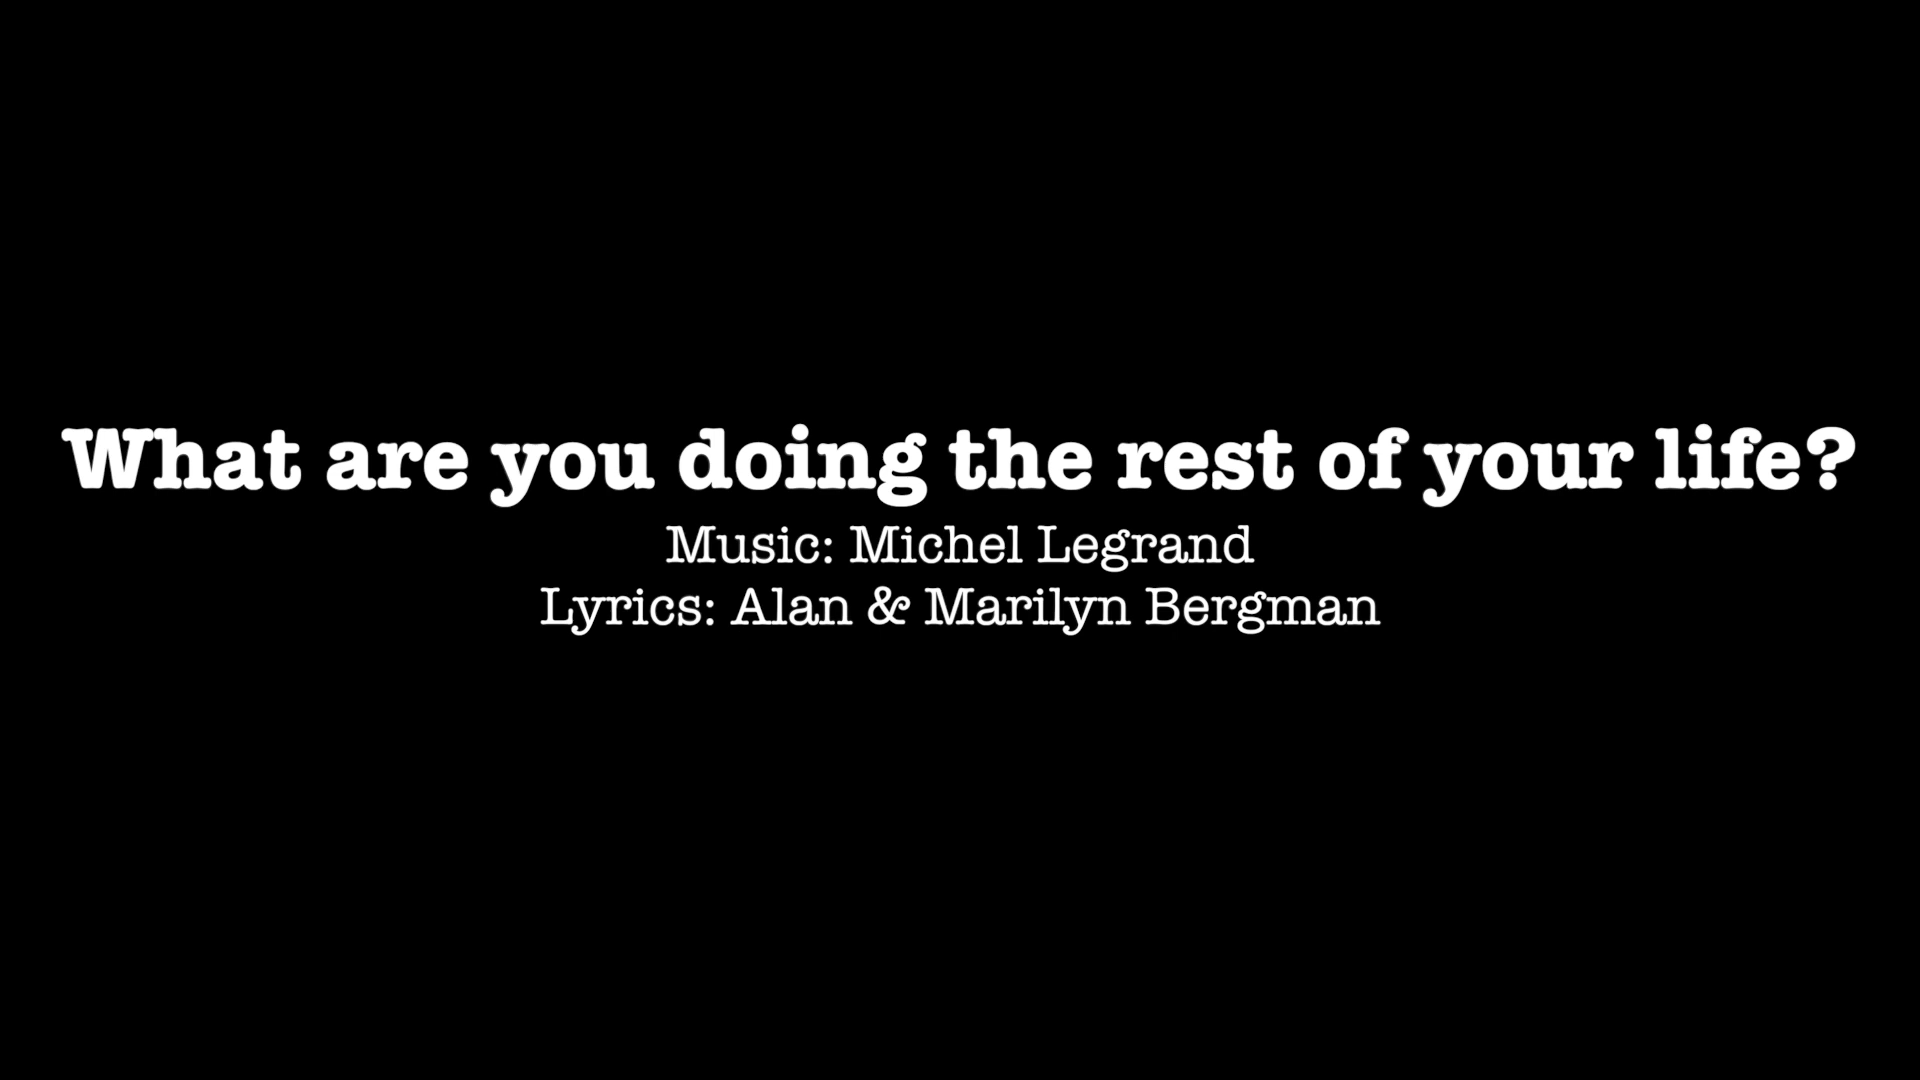 What are you doing the rest of your life?
Music: Michel Legrand
Lyrics: Alan & Marilyn Bergman